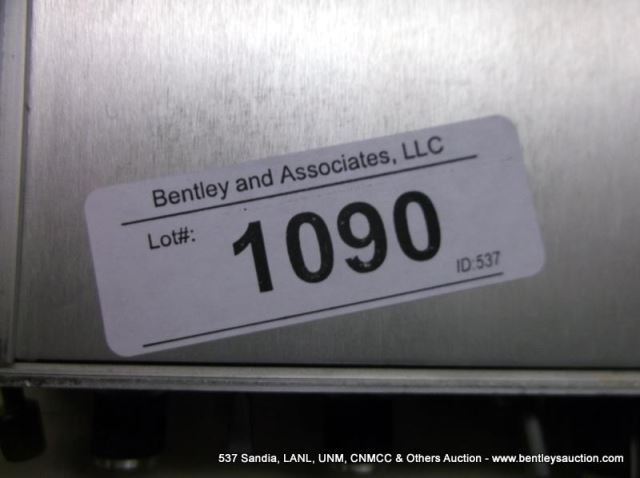 Bentley and Associates, LLC
Lot#: 1090
ID:537
537 Sandia, LANL, UNM, CNMCC & Others Auction - www.bentleysauction.com